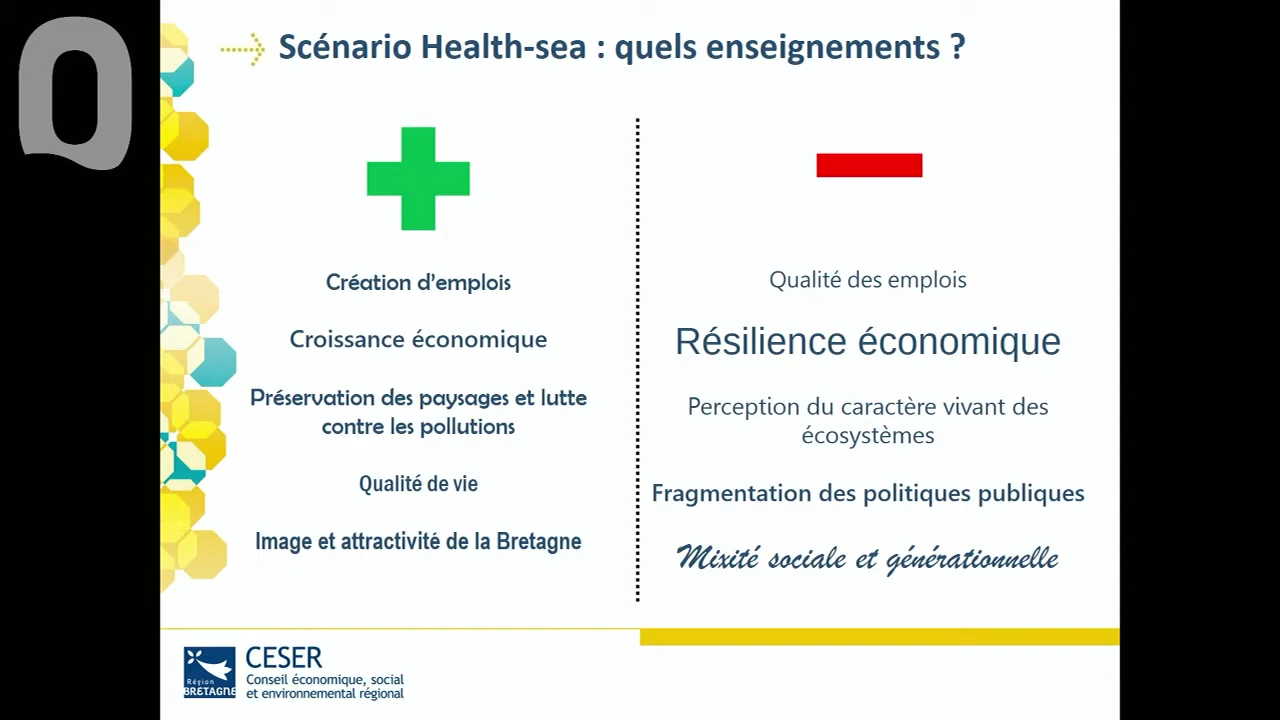 Scénario Health-sea : quels enseignements ?
Création d'emplois
Croissance économique
Préservation des paysages et lutte
contre les pollutions
Qualité de vie
Image et attractivité de la Bretagne
Qualité des emplois
Résilience économique
Perception du caractère vivant des
écosystèmes
Fragmentation des politiques publiques
Mixité sociale et générationnelle
Région
BRETAGNE
CESER
Conseil économique, social
et environnemental régional